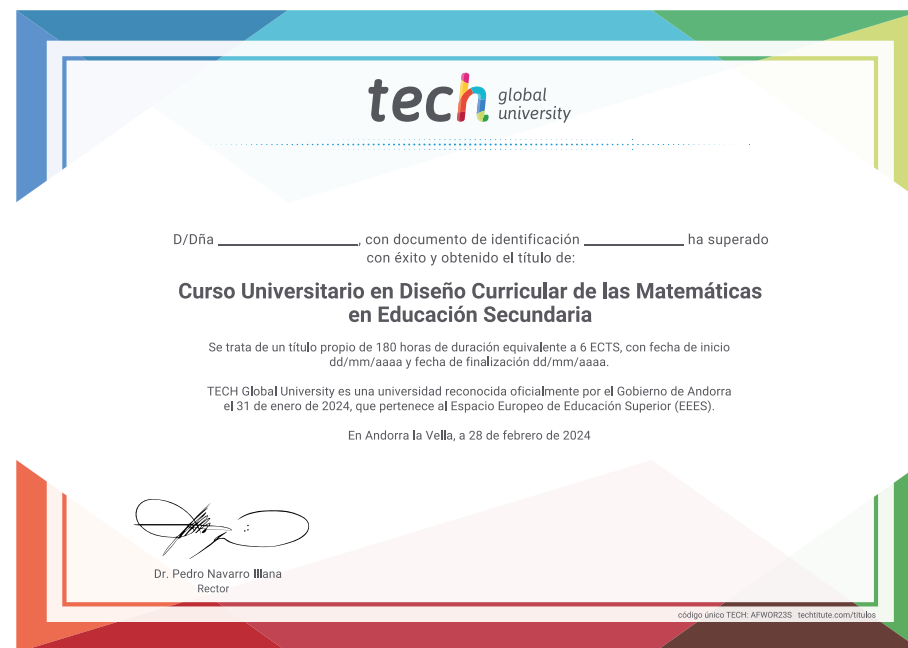 tech global university
D/Dña ____________________, con documento de identificación ______________ ha superado
con éxito y obtenido el título de:
Curso Universitario en Diseño Curricular de las Matemáticas
en Educación Secundaria
Se trata de un título propio de 180 horas de duración equivalente a 6 ECTS, con fecha de inicio
dd/mm/aaaa y fecha de finalización dd/mm/aaaa.
TECH Global University es una universidad reconocida oficialmente por el Gobierno de Andorra
el 31 de enero de 2024, que pertenece al Espacio Europeo de Educación Superior (EEES).
En Andorra la Vella, a 28 de febrero de 2024
Dr. Pedro Navarro Illana
Rector
código único TECH: AFWOR23S techtitute.com/titulos